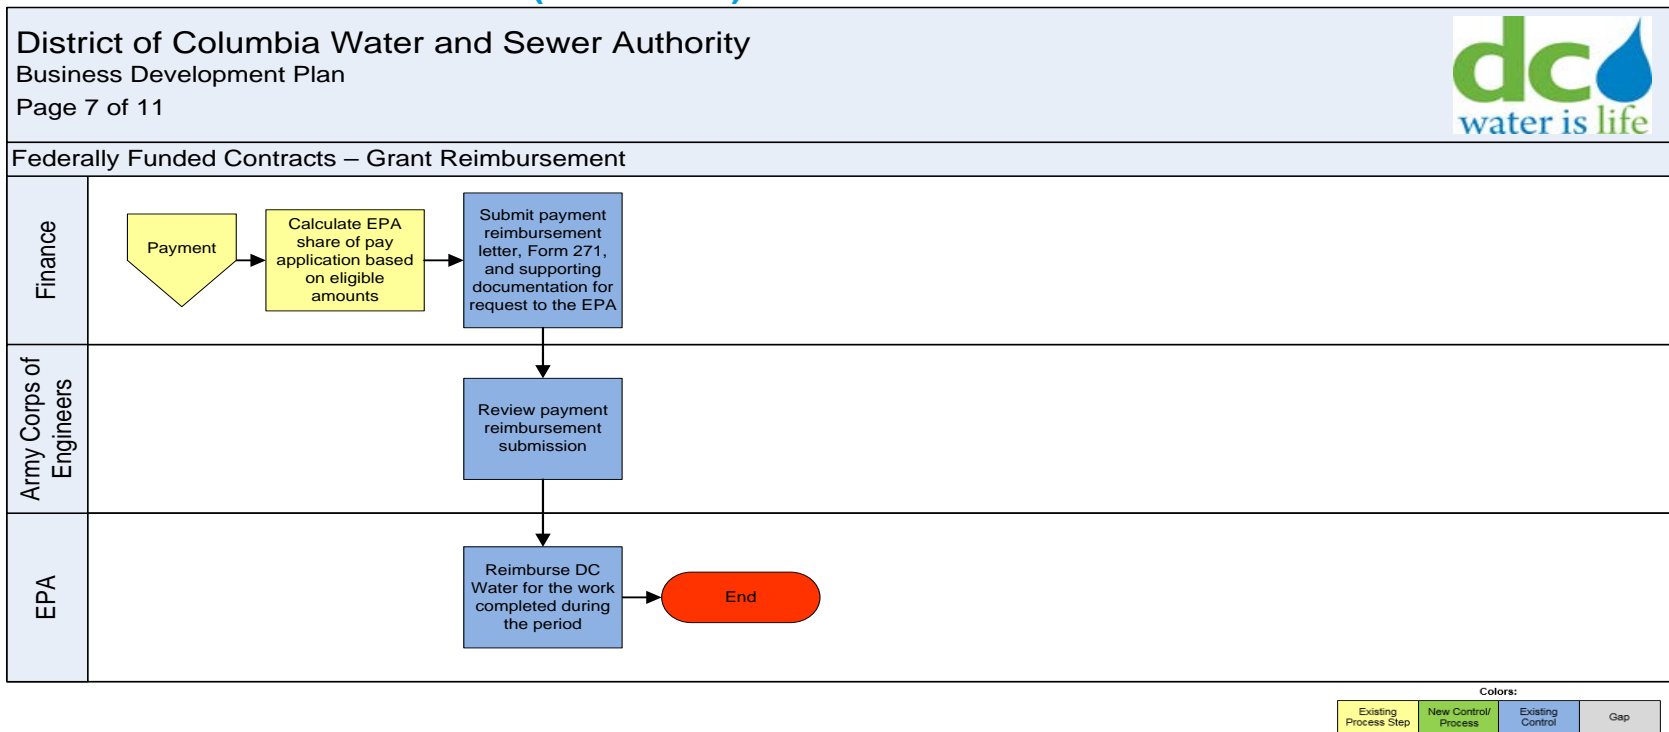 District of Columbia Water and Sewer Authority
Business Development Plan
Page 7 of 11
dc
water is life
Federally Funded Contracts – Grant Reimbursement
Finance
Payment
Calculate EPA
share of pay
application based
on eligible
amounts
Submit payment
reimbursement
letter, Form 271,
and supporting
documentation for
request to the EPA
Army Corps of
Engineers
Review payment
reimbursement
submission
EPA
Reimburse DC
Water for the work
completed during
the period
End
Colors:
Existing
Process Step
New Control/
Process
Existing
Control
Gap